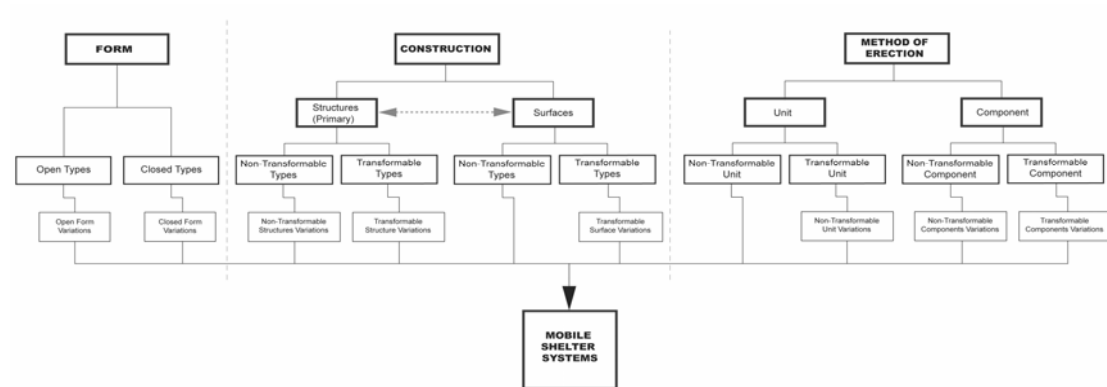 FORM
CONSTRUCTION
METHOD OF
ERECTION
Structures
(Primary)
Surfaces
Unit
Component
Open Types
Closed Types
Non-Transformable
Types
Transformable
Types
Non-Transformable
Types
Transformable
Types
Non-Transformable
Unit
Transformable
Unit
Non-Transformable
Component
Transformable
Component
Open Form
Variations
Closed Form
Variations
Non-Transformable
Structures Variations
Transformable
Structure Variations
Transformable
Surface Variations
Non-Transformable
Unit Variations
Non-Transformable
Components Variations
Transformable
Components Variations
MOBILE
SHELTER
SYSTEMS